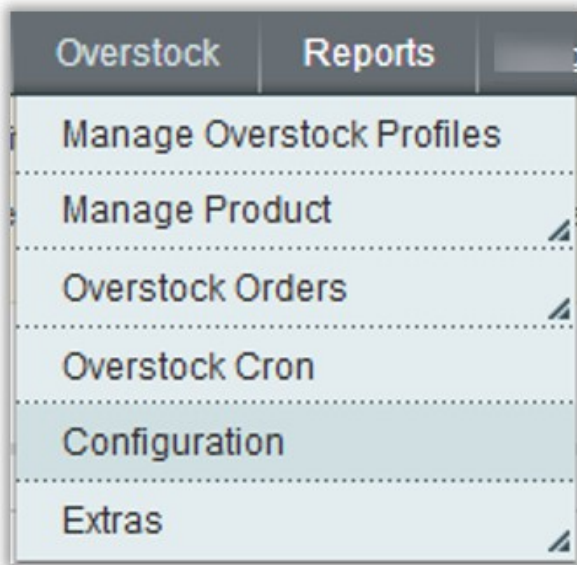 Overstock Reports
Manage Overstock Profiles
Manage Product
Overstock Orders
Overstock Cron
Configuration
Extras